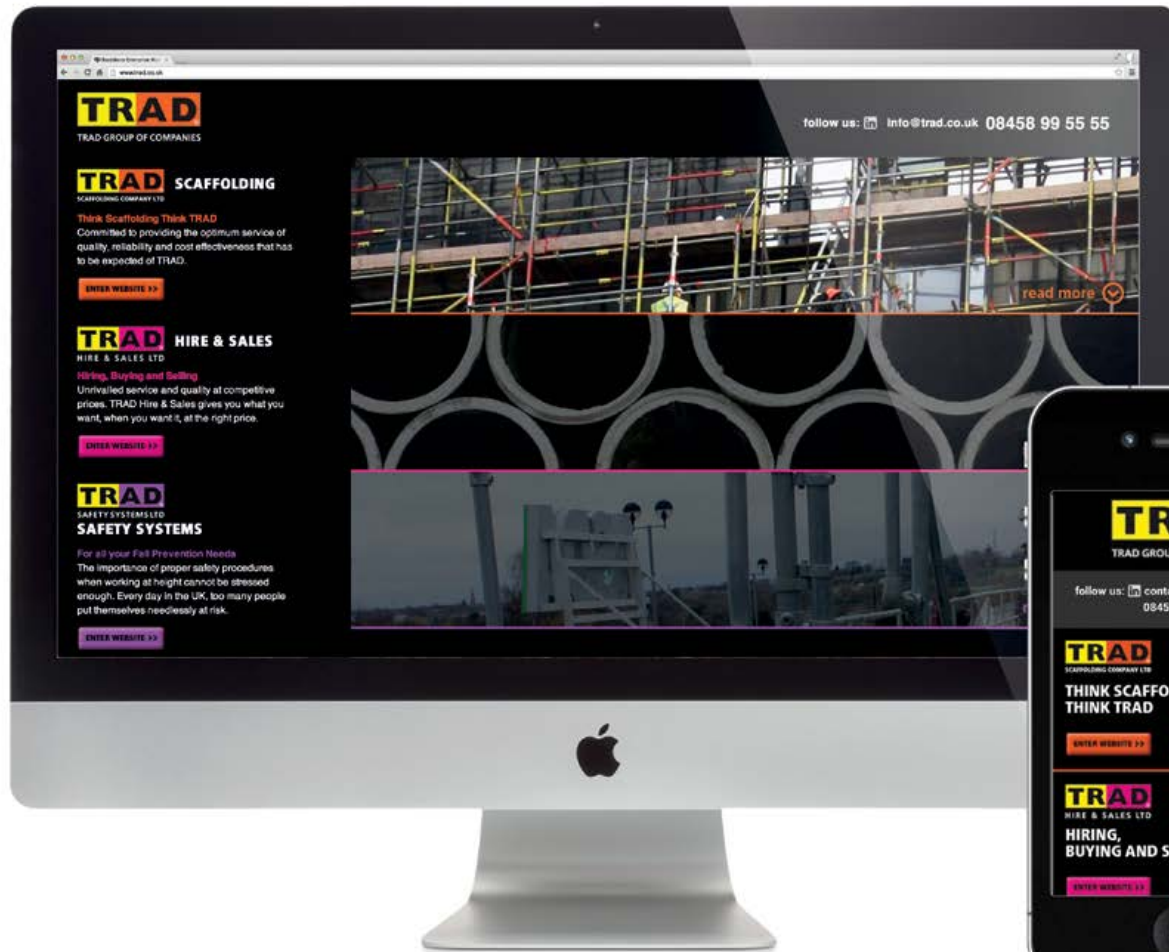 www.trad.co.uk
TRAD
TRAD GROUP OF COMPANIES
follow us: in info@trad.co.uk 08458 99 55 55
TRAD SCAFFOLDING
SCAFFOLDING COMPANY LTD
Think Scaffolding Think TRAD
Committed to providing the optimum service of
quality, reliability and cost effectiveness that has
to be expected of TRAD.
ENTER WEBSITE >>
read more
TRAD HIRE & SALES
HIRE & SALES LTD
Hiring, Buying and Selling
Unrivalled service and quality at competitive
prices. TRAD Hire & Sales gives you what you
want, when you want it, at the right price.
ENTER WEBSITE >>
TRAD
SAFETY SYSTEMS LTD
SAFETY SYSTEMS
For all your Fall Prevention Needs
The importance of proper safety procedures
when working at height cannot be stressed
enough. Every day in the UK, too many people
put themselves needlessly at risk.
ENTER WEBSITE >>
TR
TRAD GROU
follow us: in conta
0845
TRAD
SCAFFOLDING COMPANY LTD
THINK SCAFFO
THINK TRAD
ENTER WEBSITE >>
TRAD
HIRE & SALES LTD
HIRING,
BUYING AND S
ENTER WEBSITE >>